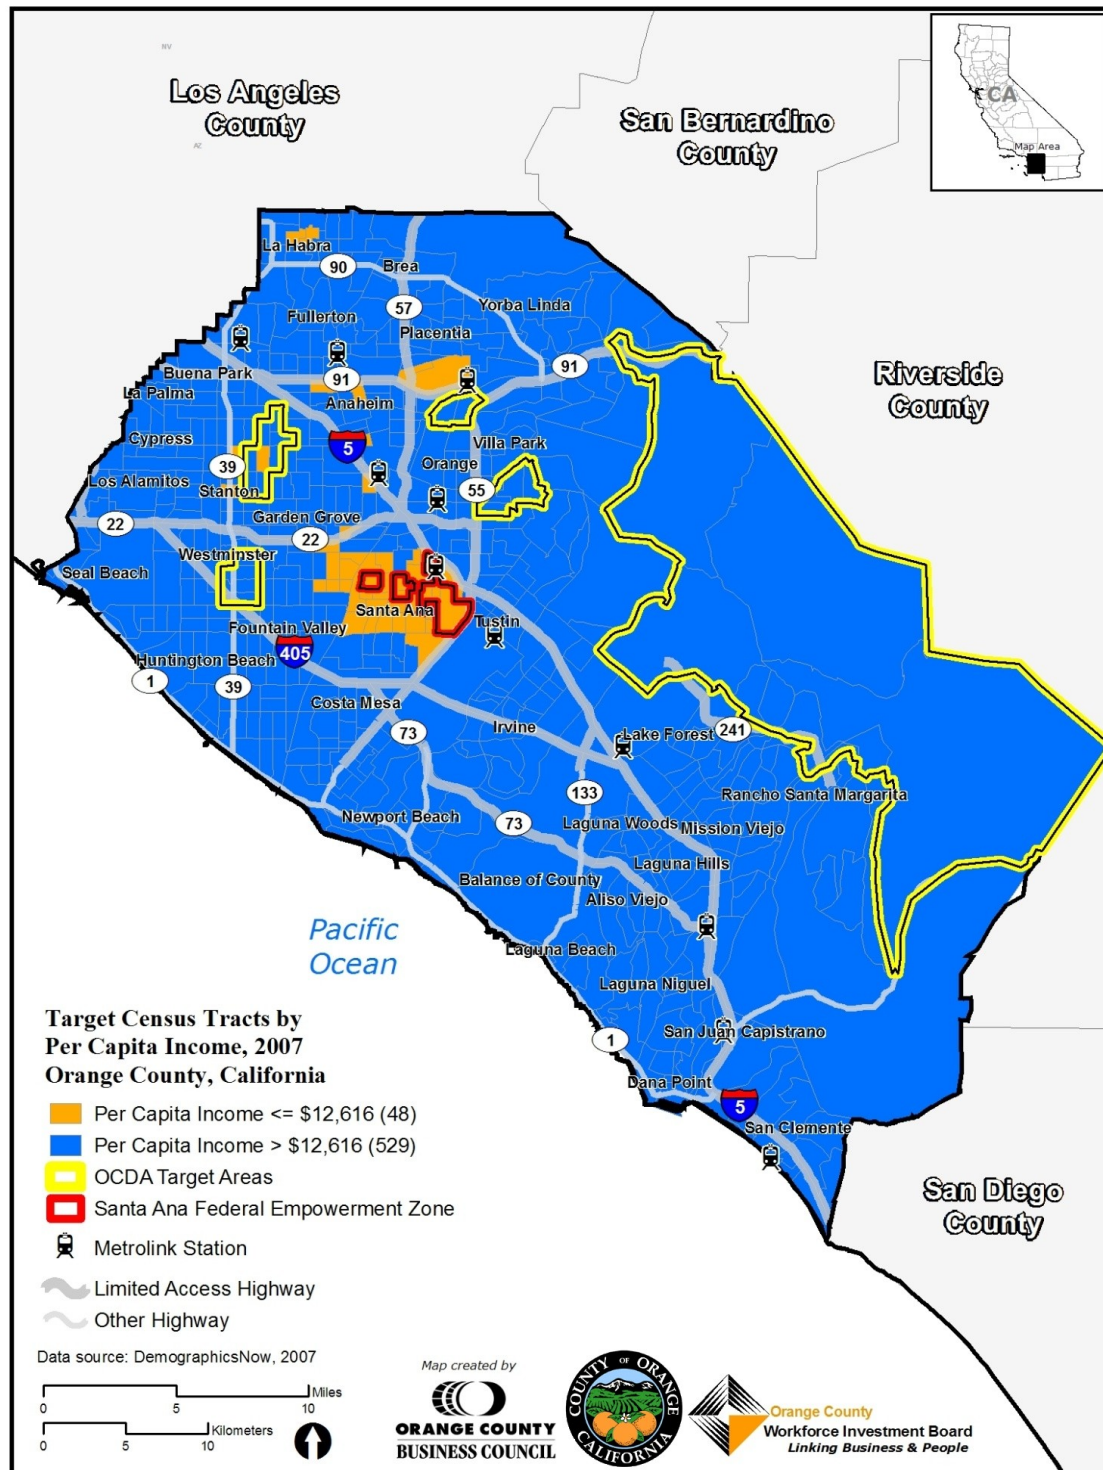 NV
Los Angeles
County
AZ
San Bernardino
County
CA
Map Area
Riverside
County
La Habra
90
Brea
57
Yorba Linda
Fullerton
Placentia
91
Buena Park
91
La Palma
Anaheim
Cypress
5
Villa Park
39
Orange
Los Alamitos
Stanton
55
22
Garden Grove
22
Westminster
Seal Beach
Santa Ana
Tustin
Fountain Valley
405
Huntington Beach
1
39
Costa Mesa
73
Irvine
Lake Forest
241
133
Rancho Santa Margarita
Newport Beach
73
Laguna Woods
Mission Viejo
Laguna Hills
Balance of County
Aliso Viejo
Pacific
Ocean
Laguna Beach
Laguna Niguel
San Juan Capistrano
1
Dana Point
5
San Clemente
San Diego
County
Target Census Tracts by
Per Capita Income, 2007
Orange County, California
Per Capita Income <= $12,616 (48)
Per Capita Income > $12,616 (529)
OCDA Target Areas
Santa Ana Federal Empowerment Zone
Metrolink Station
Limited Access Highway
Other Highway
Data source: DemographicsNow, 2007
Miles
0 5 10
Kilometers
0 5 10
Map created by
ORANGE COUNTY
BUSINESS COUNCIL
COUNTY OF ORANGE
CALIFORNIA
Orange County
Workforce Investment Board
Linking Business & People